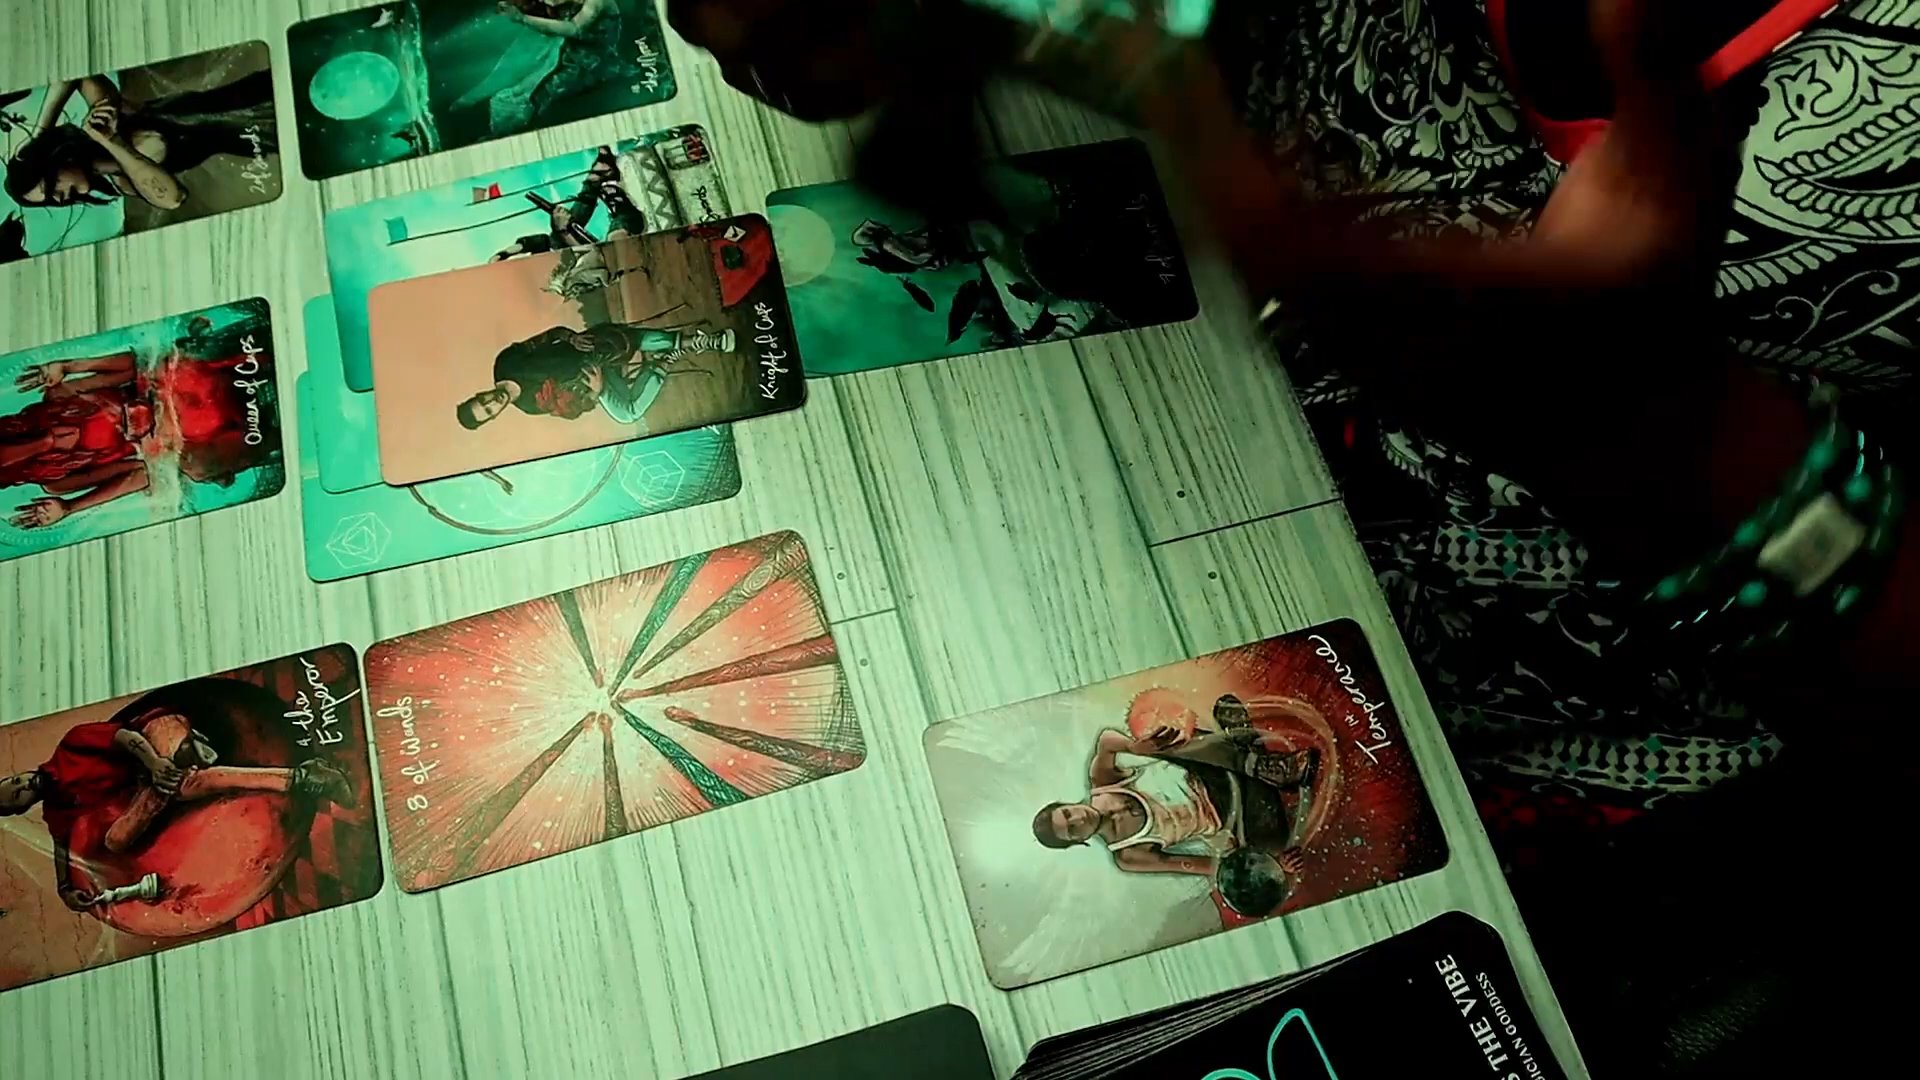 2 of Swords
the Moon
Knight of Cups
Queen of Cups
4. the
Emperor
8 of Wands
14
Temperance
THE VIBE
GODDESS